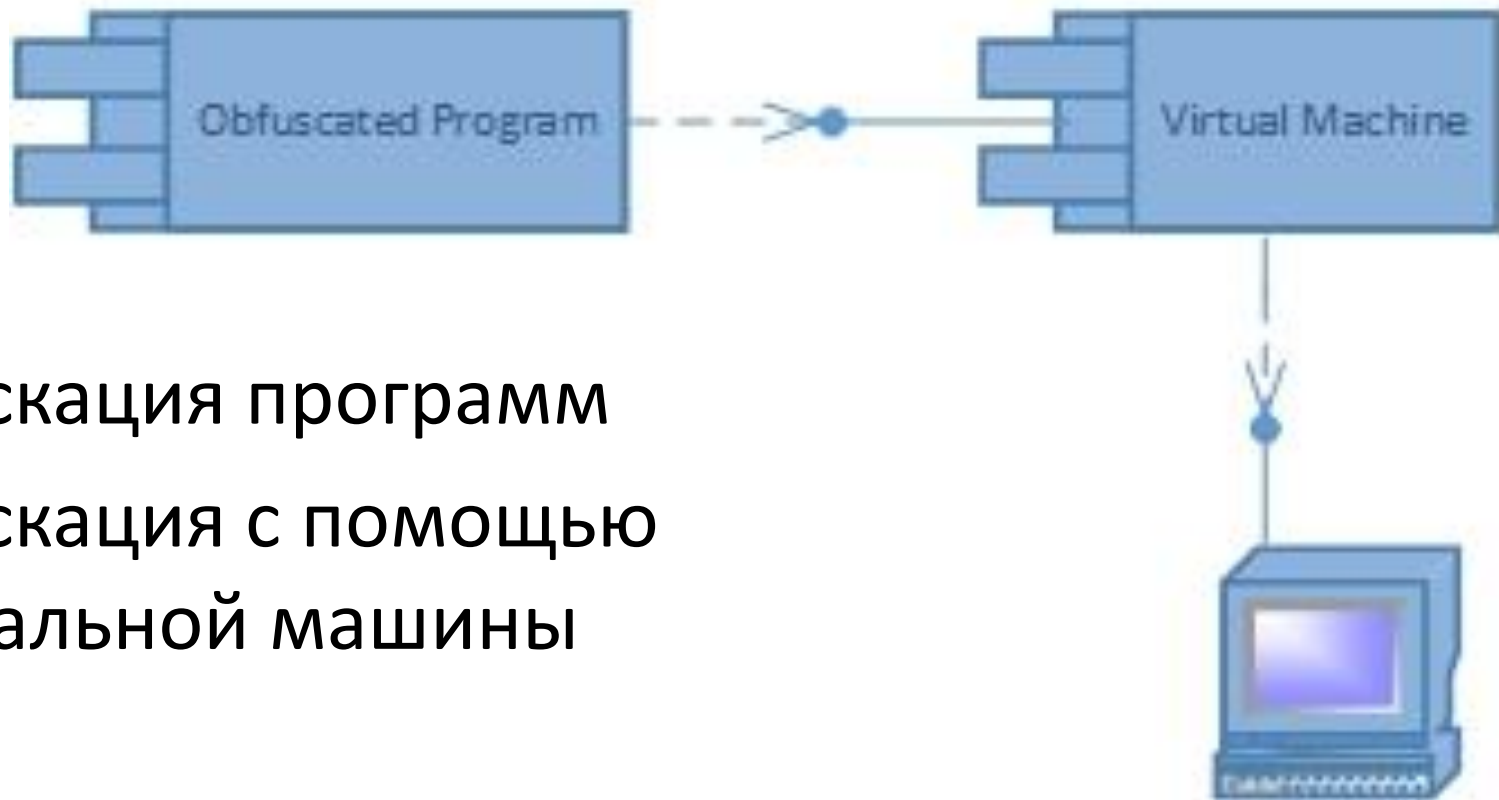 Obfuscated Program
Virtual Machine
скация программ
скация с помощью
альной машины